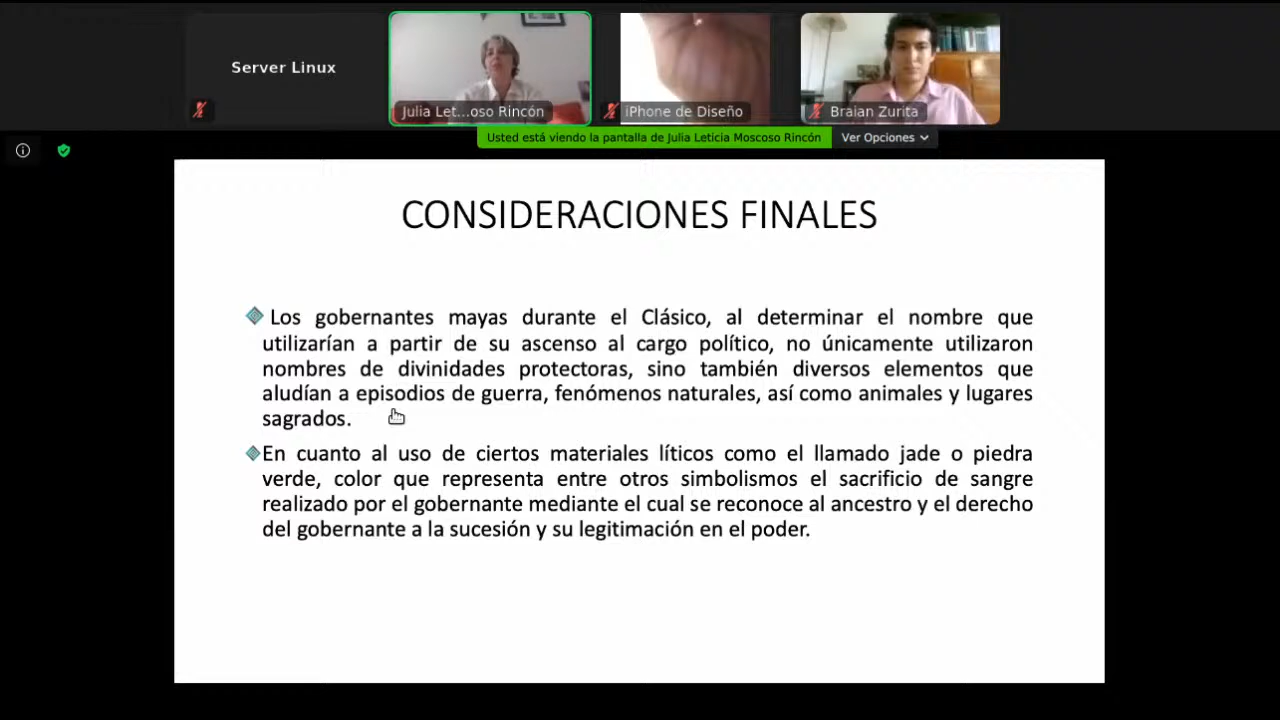 Server Linux
Julia Let...oso Rincón
iPhone de Diseño
Braian Zurita
Usted está viendo la pantalla de Julia Leticia Moscoso Rincón
Ver Opciones
CONSIDERACIONES FINALES
Los gobernantes mayas durante el Clásico, al determinar el nombre que
utilizarían a partir de su ascenso al cargo político, no únicamente utilizaron
nombres de divinidades protectoras, sino también diversos elementos que
aludían a episodios de guerra, fenómenos naturales, así como animales y lugares
sagrados.
En cuanto al uso de ciertos materiales líticos como el llamado jade o piedra
verde, color que representa entre otros simbolismos el sacrificio de sangre
realizado por el gobernante mediante el cual se reconoce al ancestro y el derecho
del gobernante a la sucesión y su legitimación en el poder.